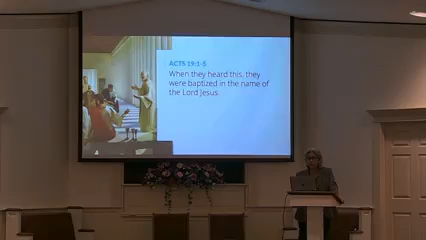 ACTS 19:1-5
When they heard this, they
were baptized in the name of
the Lord Jesus.